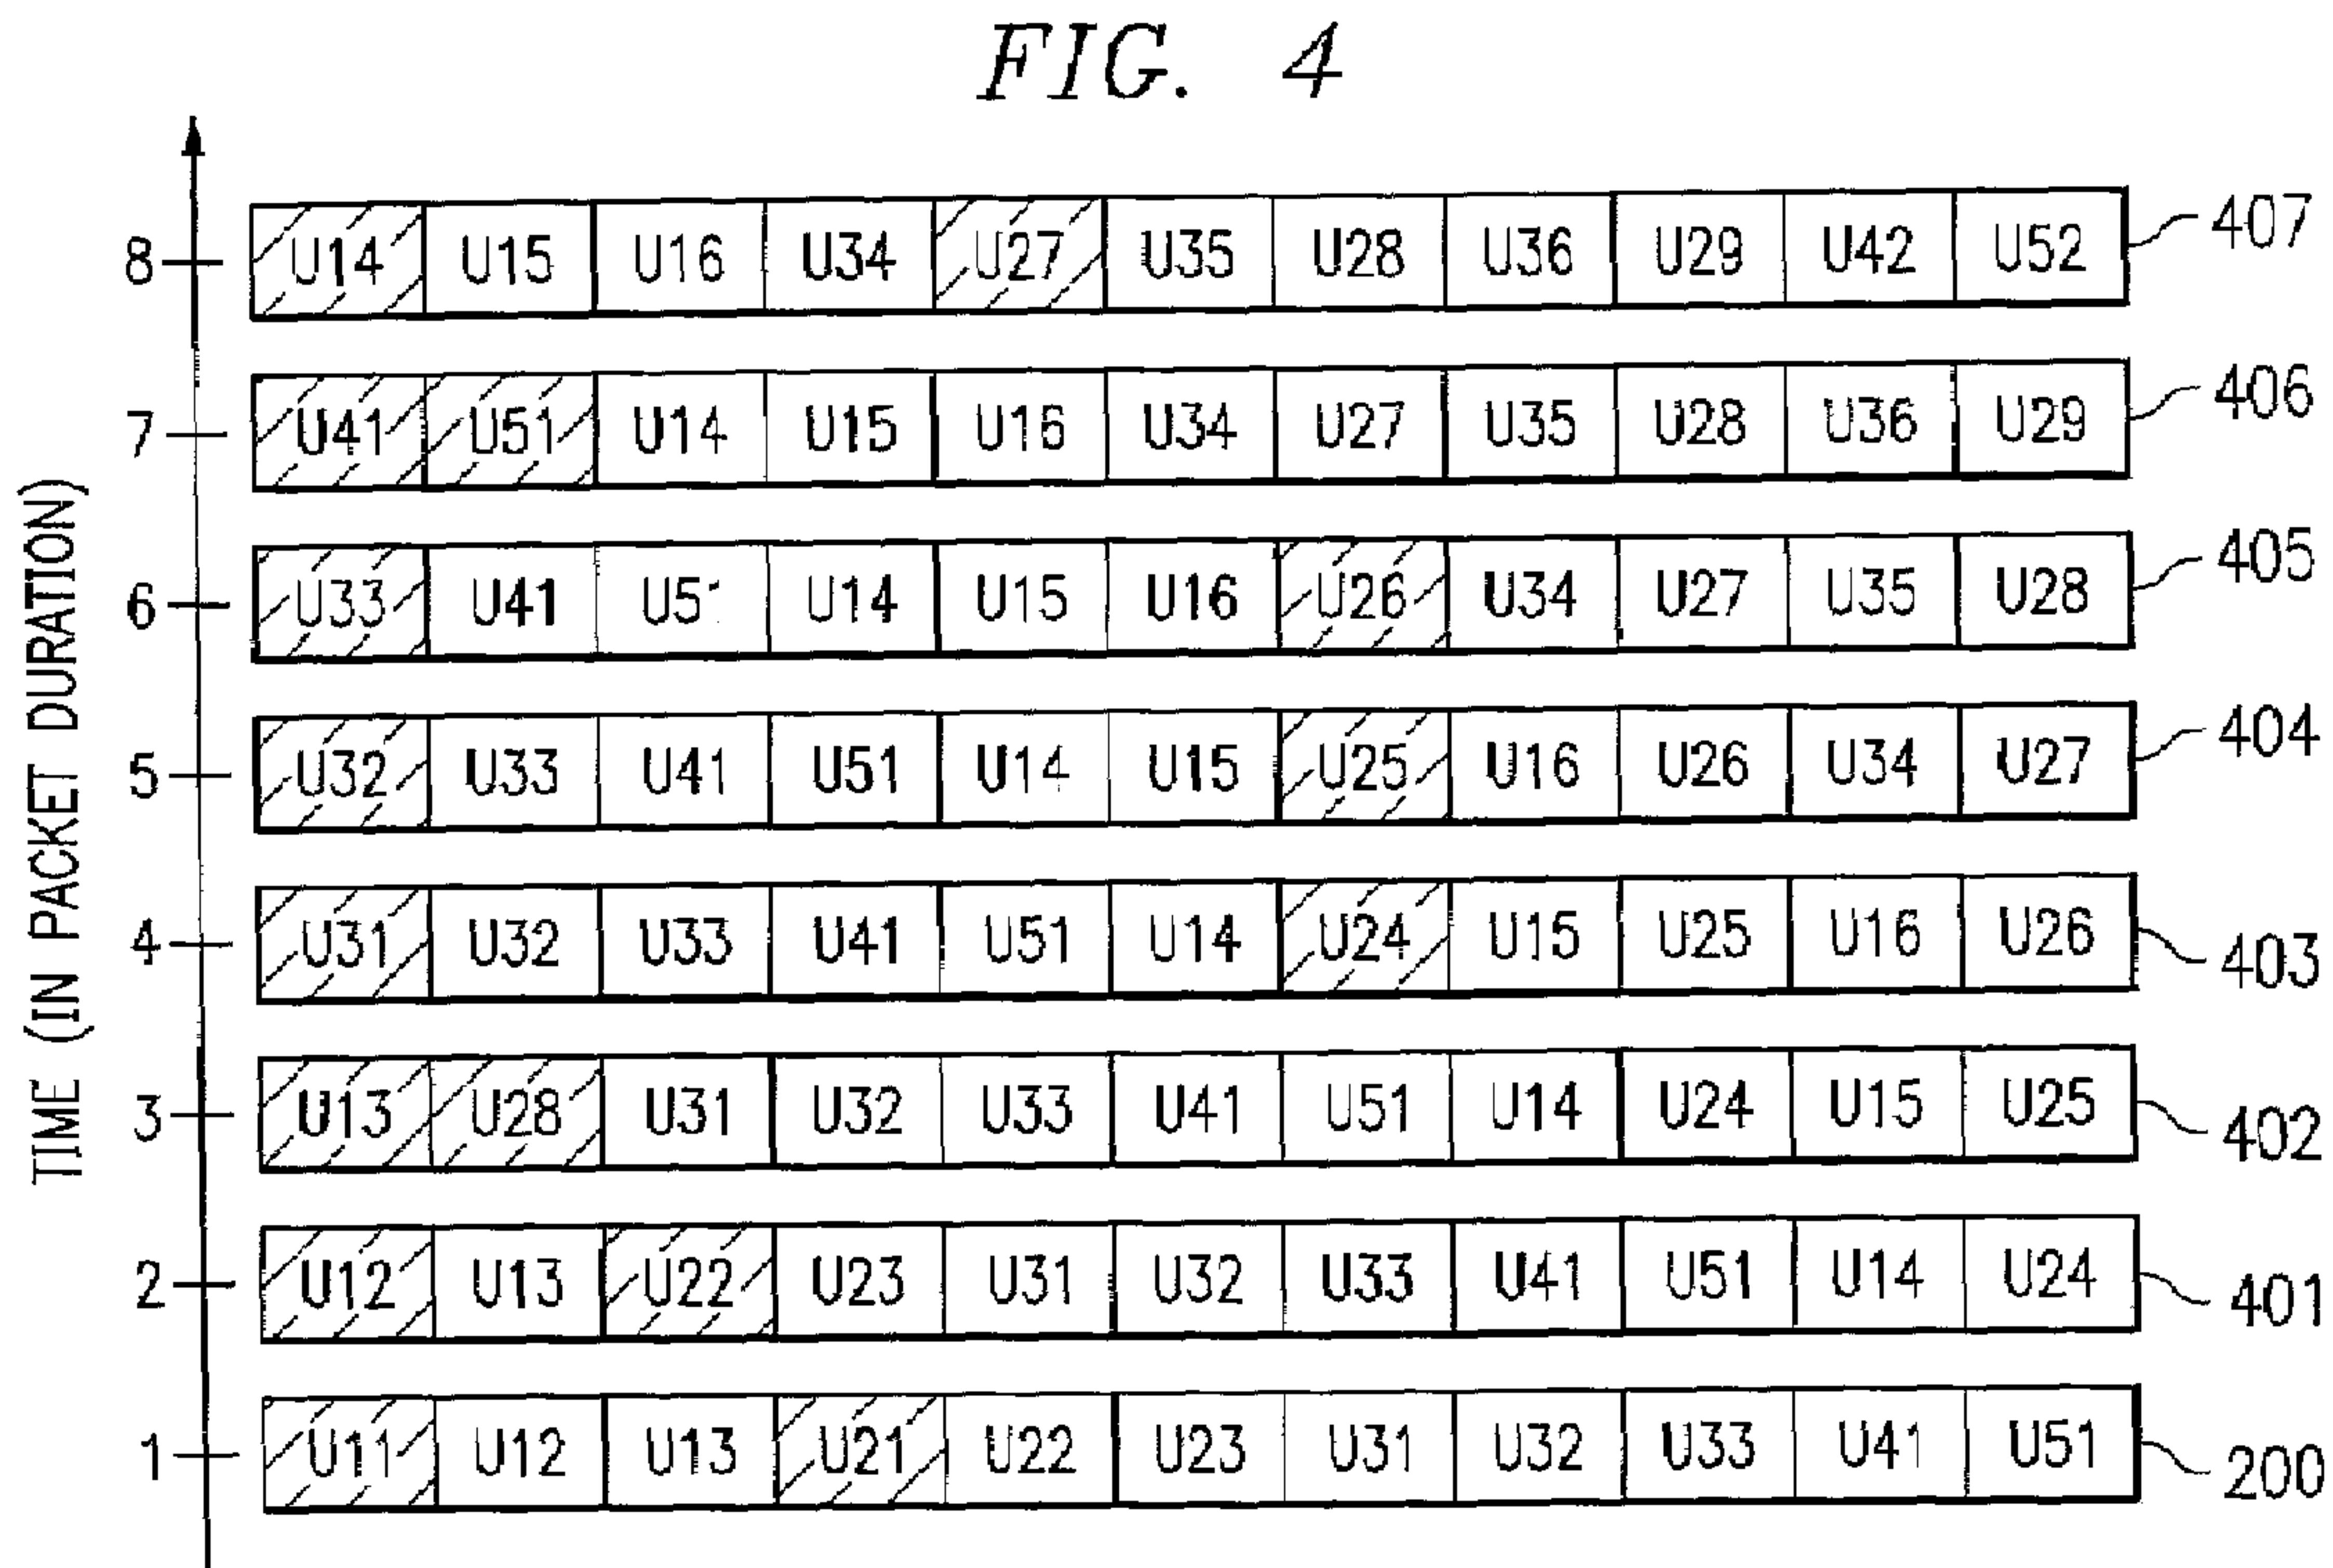 FIG. 4
8 U14 U15 U16 U34 U27 U35 U28 U36 U29 U42 U52 407
7 U41 U51 U14 U15 U16 U34 U27 U35 U28 U36 U29 406
6 U33 U41 U5' U14 U15 U16 U26 U34 U27 U35 U28 405
5 U32 U33 U41 U51 U14 U15 U25 U16 U26 U34 U27 404
4 U31 U32 U33 U41 U51 U14 U24 U15 U25 U16 U26 403
3 U13 U28 U31 U32 U33 U41 U51 U14 U24 U15 U25 402
2 U12 U13 U22 U23 U31 U32 U33 U41 U51 U14 U24 401
1 U11 U12 U13 U21 U22 U23 U31 U32 U33 U41 U51 200
TIME (IN PACKET DURATION)